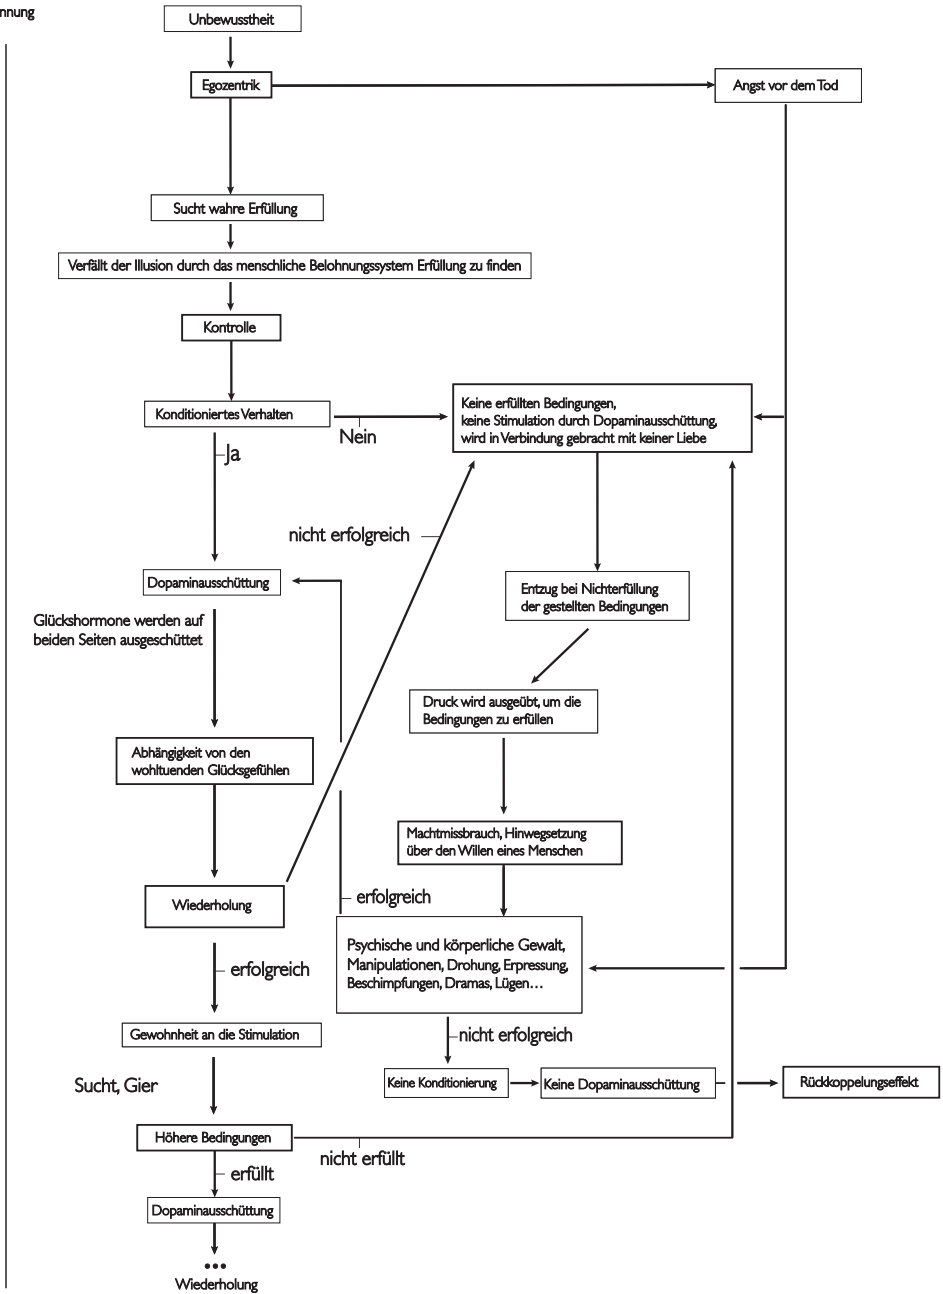 nnung
Unbewusstheit
Egozentrik
Angst vor dem Tod
Sucht wahre Erfüllung
Verfällt der Illusion durch das menschliche Belohnungssystem Erfüllung zu finden
Kontrolle
Konditioniertes Verhalten
Nein
Ja
Keine erfüllten Bedingungen,
keine Stimulation durch Dopaminausschüttung,
wird in Verbindung gebracht mit keiner Liebe
nicht erfolgreich
Dopaminausschüttung
Entzug bei Nichterfüllung
der gestellten Bedingungen
Glückshormone werden auf
beiden Seiten ausgeschüttet
Druck wird ausgeübt, um die
Bedingungen zu erfüllen
Abhängigkeit von den
wohltuenden Glücksgefühlen
Machtmissbrauch, Hinwegsetzung
über den Willen eines Menschen
Wiederholung
erfolgreich
Psychische und körperliche Gewalt,
Manipulationen, Drohung, Erpressung,
Beschimpfungen, Dramas, Lügen…
erfolgreich
Gewohnheit an die Stimulation
nicht erfolgreich
Sucht, Gier
Keine Konditionierung
Keine Dopaminausschüttung
Rückkoppelungseffekt
Höhere Bedingungen
nicht erfüllt
erfüllt
Dopaminausschüttung
•••
Wiederholung